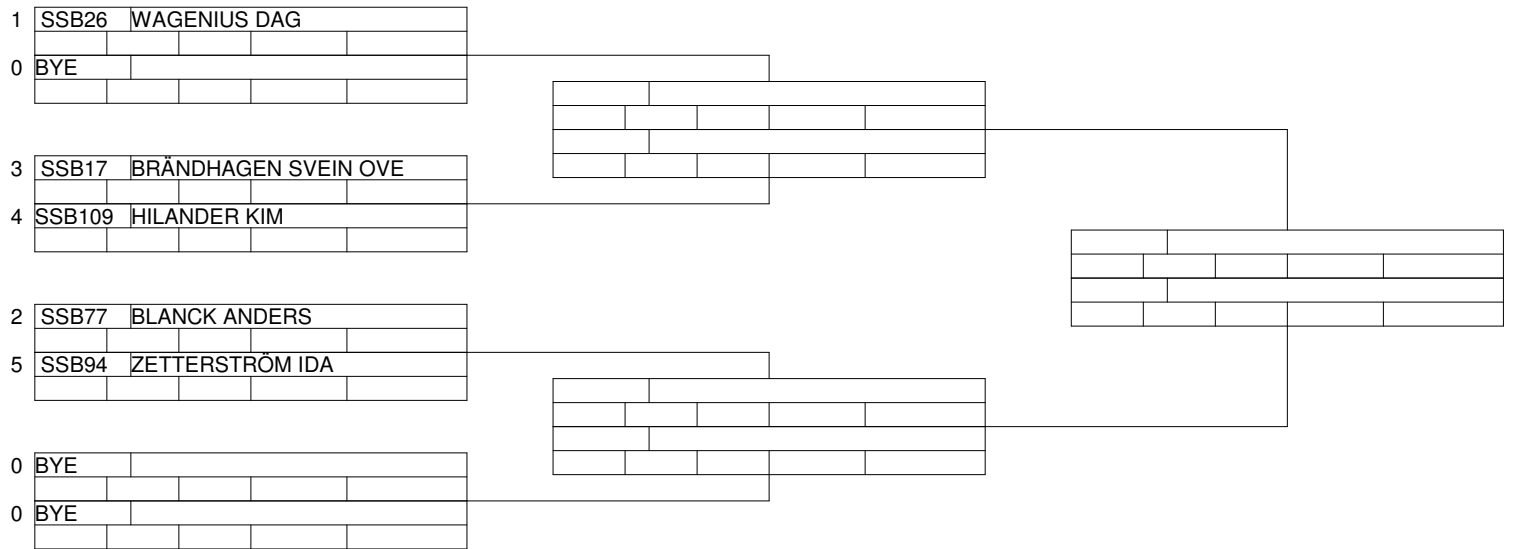 1 SSB26 WAGENIUS DAG
0 BYE
3 SSB17 BRÄNDHAGEN SVEIN OVE
4 SSB109 HILANDER KIM
2 SSB77 BLANCK ANDERS
5 SSB94 ZETTERSTRÖM IDA
0 BYE
0 BYE